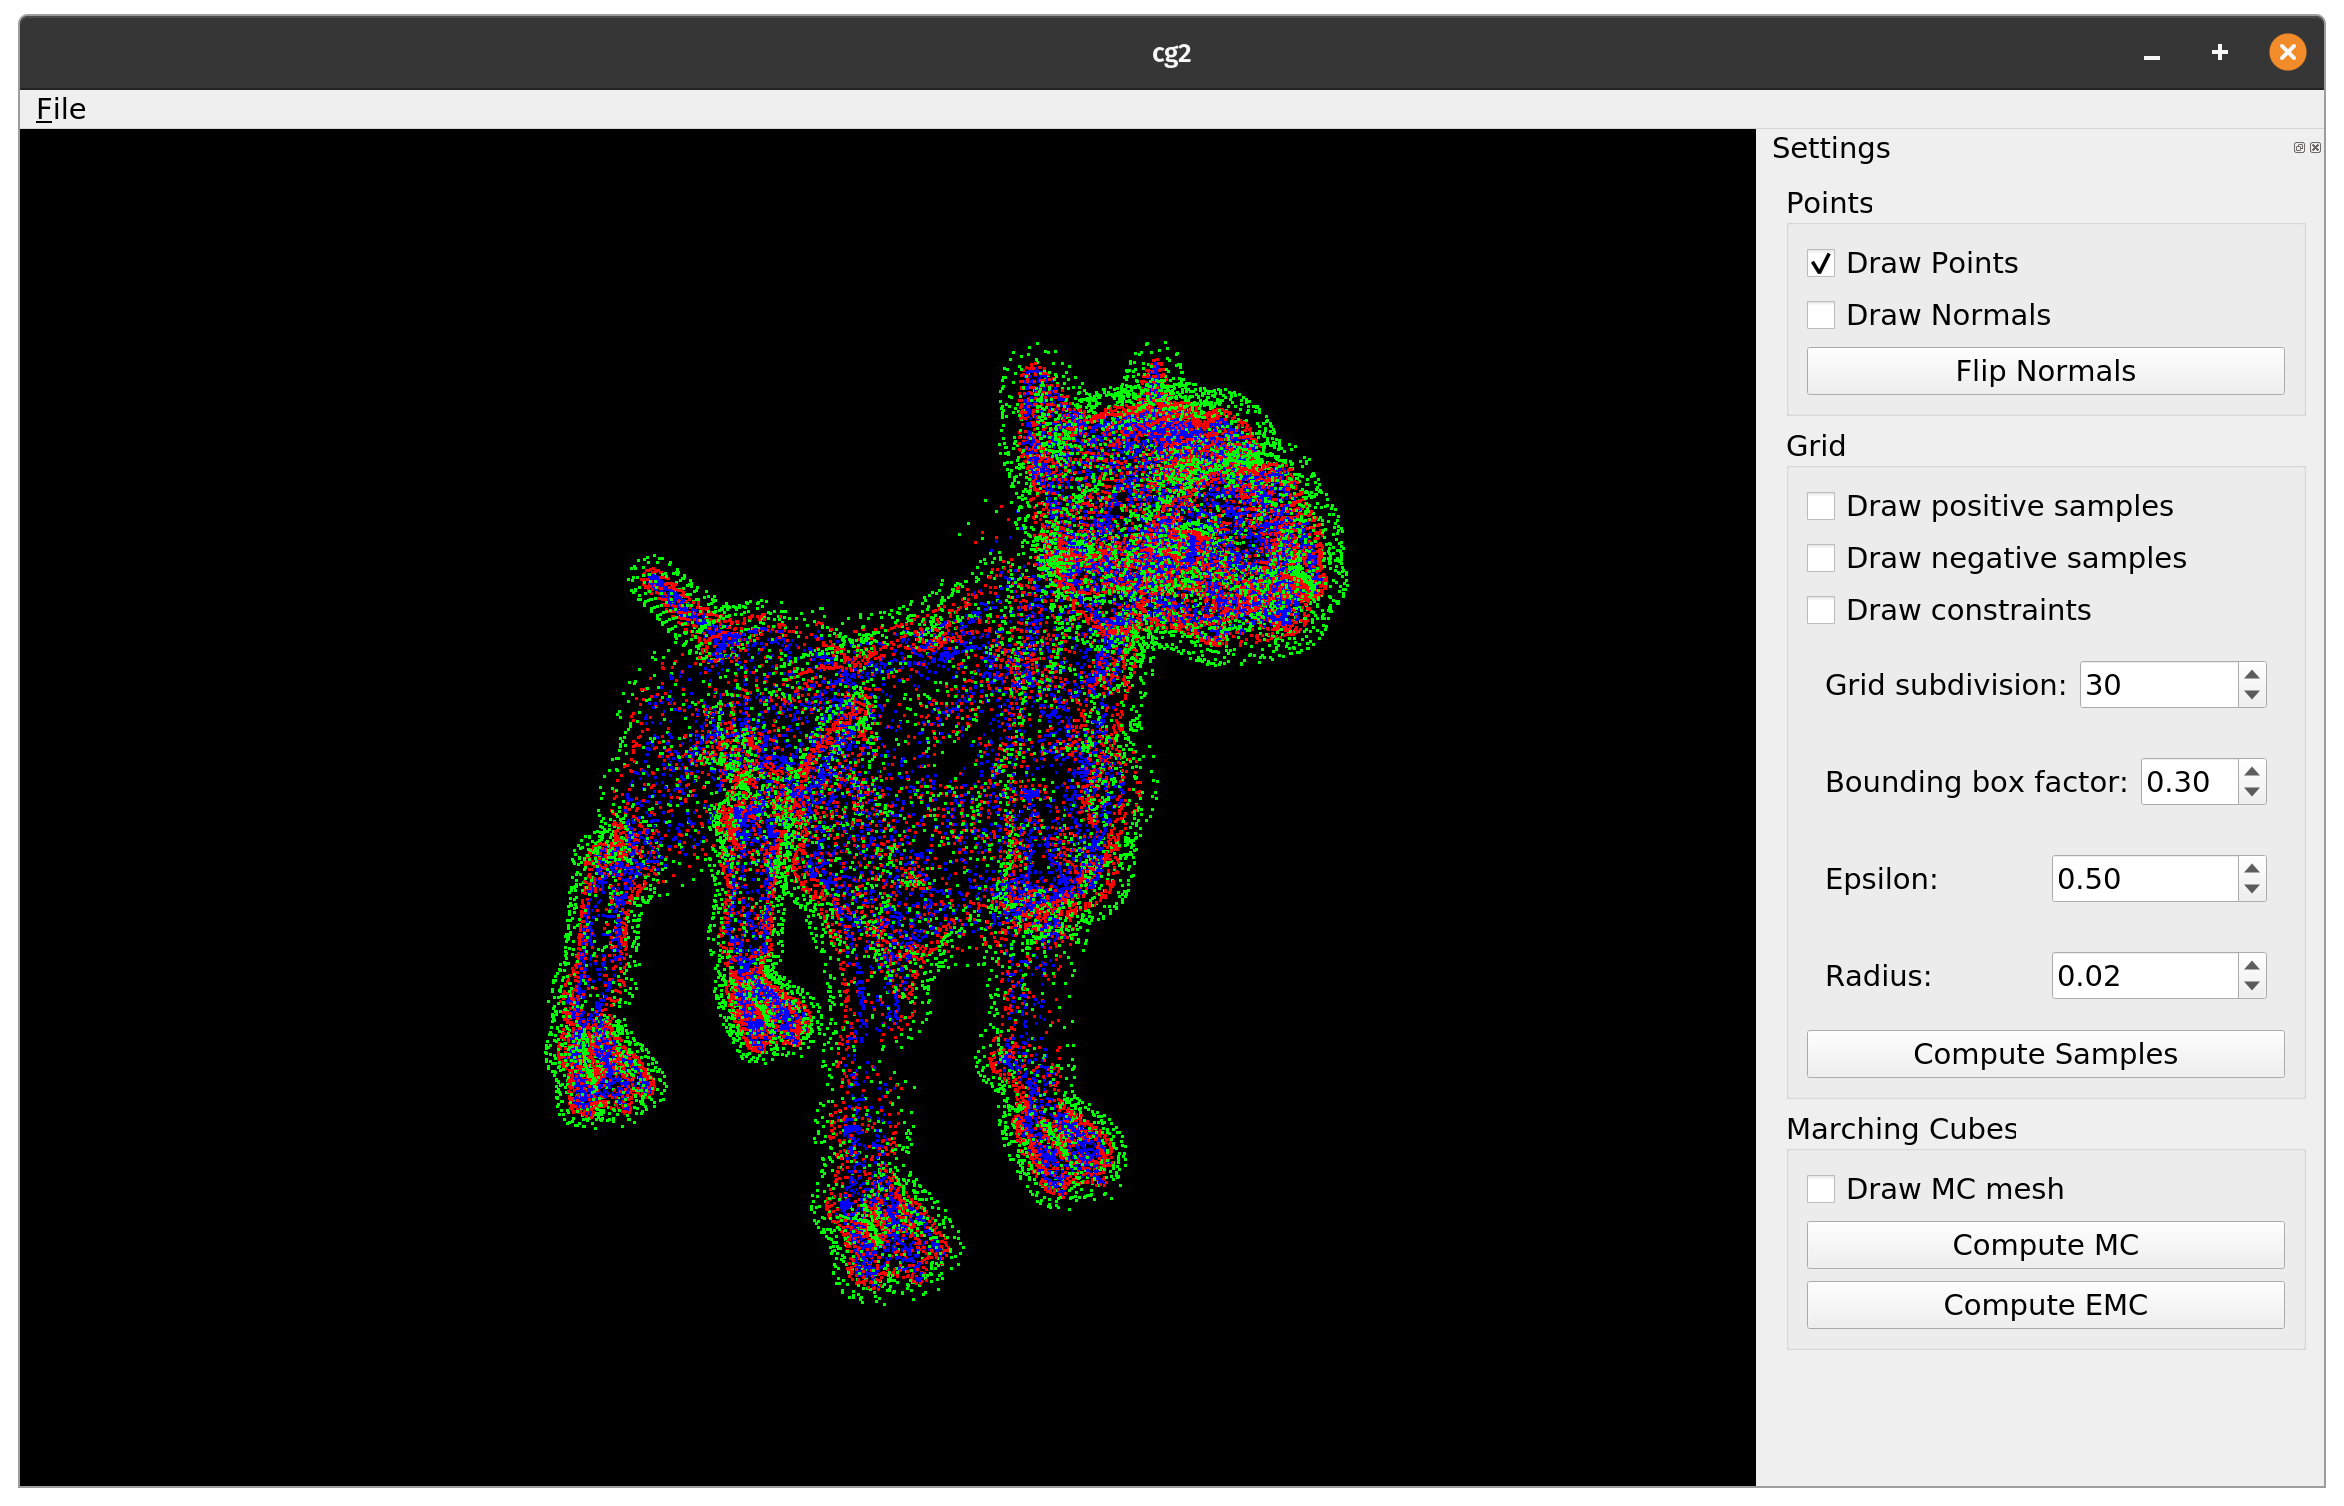 cg2
File
Settings
Points
Draw Points
Draw Normals
Flip Normals
Grid
Draw positive samples
Draw negative samples
Draw constraints
Grid subdivision: 30
Bounding box factor: 0.30
Epsilon: 0.50
Radius: 0.02
Compute Samples
Marching Cubes
Draw MC mesh
Compute MC
Compute EMC